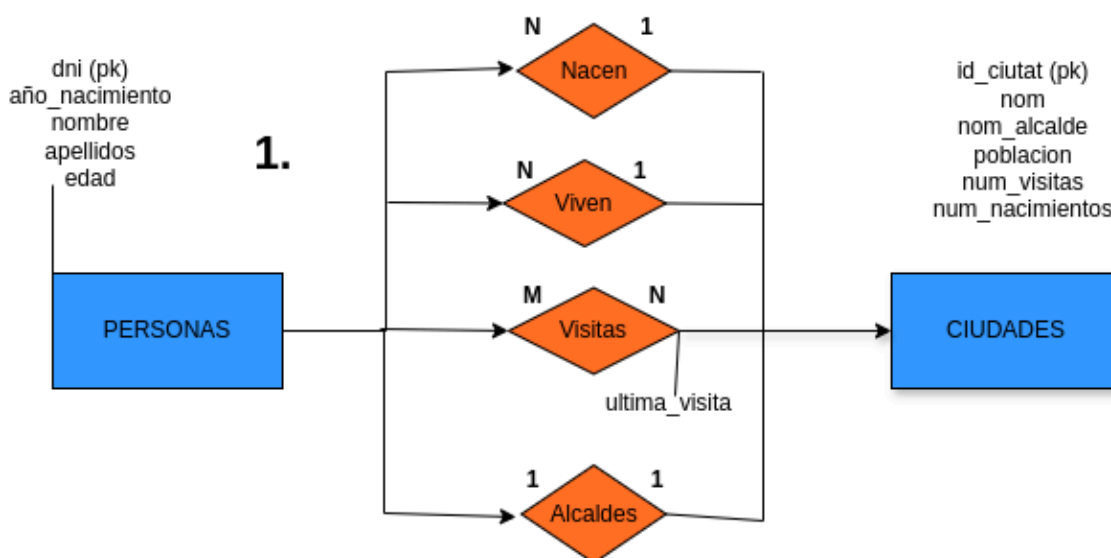 dni (pk)
año_nacimiento
nombre
apellidos
edad
1.
PERSONAS
N 1
Nacen
N 1
Viven
M N
Visitas
ultima_visita
1 1
Alcaldes
id_ciutat (pk)
nom
nom_alcalde
poblacion
num_visitas
num_nacimientos
CIUDADES